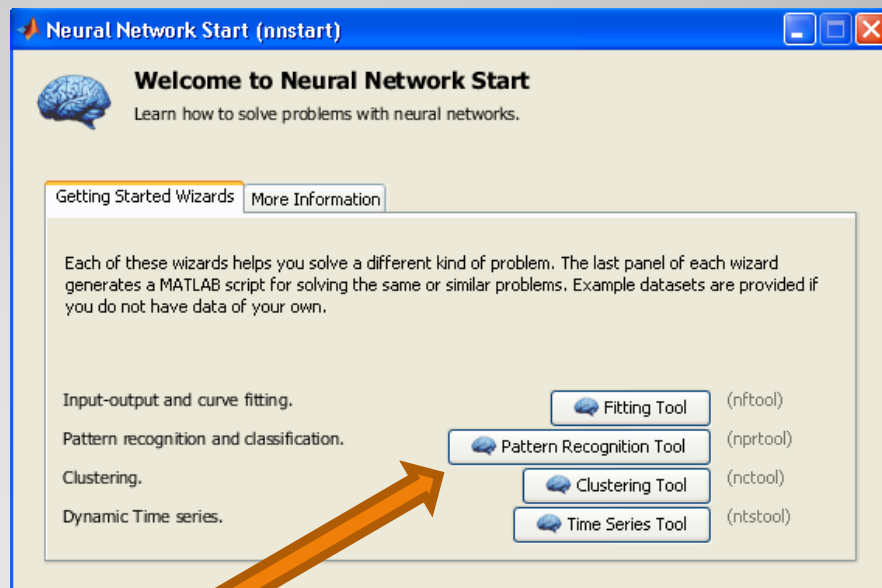 Neural Network Start (nnstart)
Welcome to Neural Network Start
Learn how to solve problems with neural networks.
Getting Started Wizards More Information
Each of these wizards helps you solve a different kind of problem. The last panel of each wizard
generates a MATLAB script for solving the same or similar problems. Example datasets are provided if
you do not have data of your own.
Input-output and curve fitting. Fitting Tool (nftool)
Pattern recognition and classification. Pattern Recognition Tool (nprtool)
Clustering. Clustering Tool (nctool)
Dynamic Time series. Time Series Tool (ntstool)